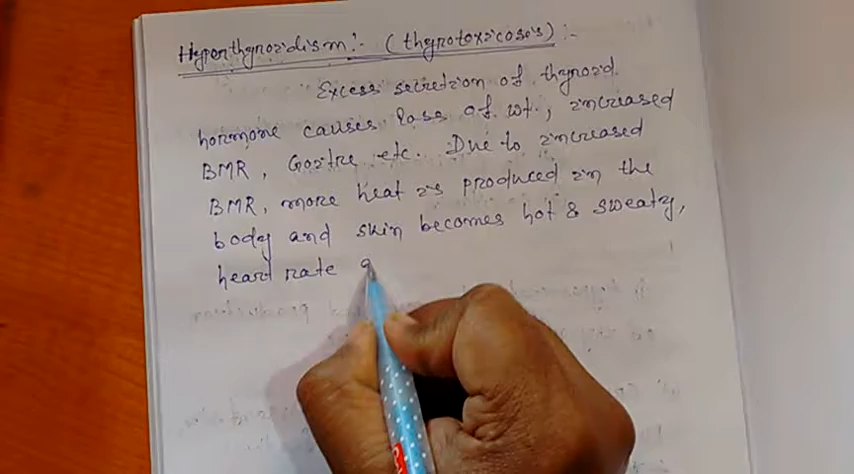 Hyperthyroidism:- (thyrotoxicosis) :-
Excess secretion of thyroid
hormone causes loss of wt., increased
BMR, Goitre etc. Due to increased
BMR, more heat is produced in the
body and skin becomes hot & sweaty,
heart rate